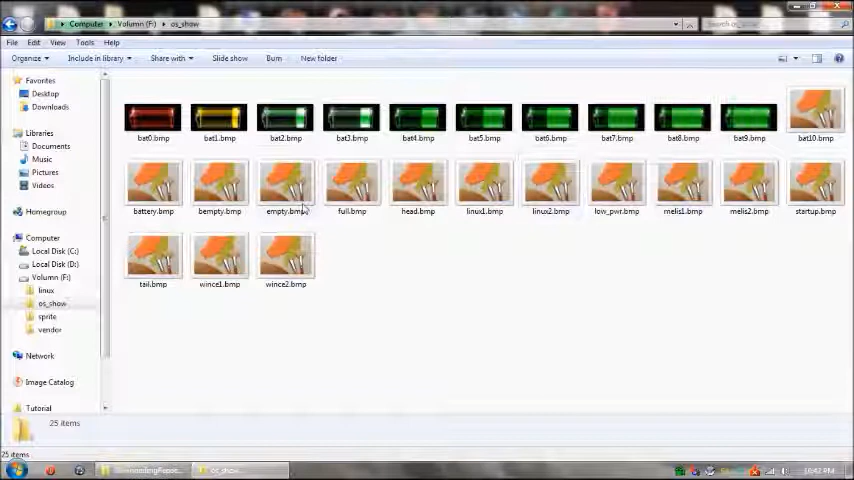 Computer Volumn (F:) os_show
Search os_show
File Edit View Tools Help
Organize Include in library Share with Slide show Burn New folder
Favorites
Desktop
Downloads
Libraries
Documents
Music
Pictures
Videos
Homegroup
Computer
Local Disk (C:)
Local Disk (D:)
Volumn (F:)
linux
os_show
sprite
vendor
Network
Image Catalog
Tutorial
bat0.bmp bat1.bmp bat2.bmp bat3.bmp bat4.bmp bat5.bmp bat6.bmp bat7.bmp bat8.bmp bat9.bmp bat10.bmp
battery.bmp bempty.bmp empty.bmp full.bmp head.bmp linux1.bmp linux2.bmp low_pwr.bmp melis1.bmp melis2.bmp startup.bmp
tail.bmp wince1.bmp wince2.bmp
25 items
25 items
os_show
10:42 PM